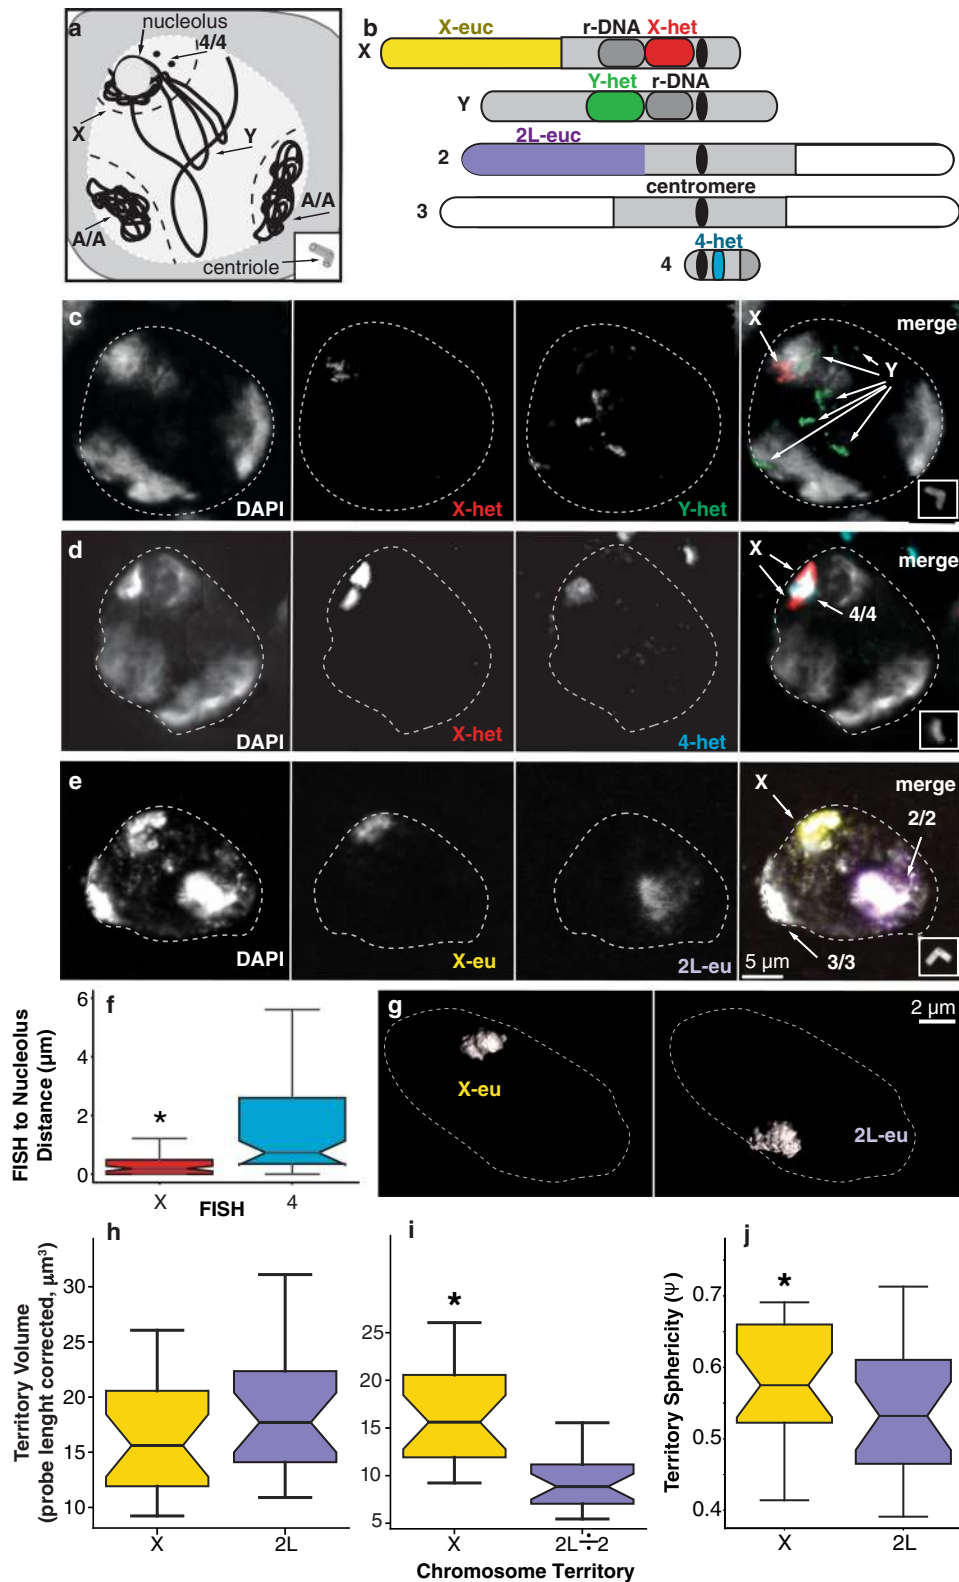 a
nucleolus
4/4
X
Y
A/A
A/A
centriole
b
X-euc
r-DNA
X-het
X
Y-het
r-DNA
Y
2L-euc
2
centromere
3
4-het
4
c
DAPI
X-het
Y-het
X
merge
Y
d
DAPI
X-het
4-het
X
merge
4/4
e
DAPI
X-eu
2L-eu
X
merge
2/2
3/3
5 µm
f
FISH to Nucleolus
Distance (µm)
6
4
2
0
*
X
4
FISH
g
X-eu
2 µm
2L-eu
h
Territory Volume
(probe lenght corrected, µm³)
30
25
20
15
10
X
2L
i
25
20
15
10
5
*
X
2L÷2
Chromosome Territory
j
Territory Sphericity (Ψ)
0.7
0.6
0.5
0.4
*
X
2L